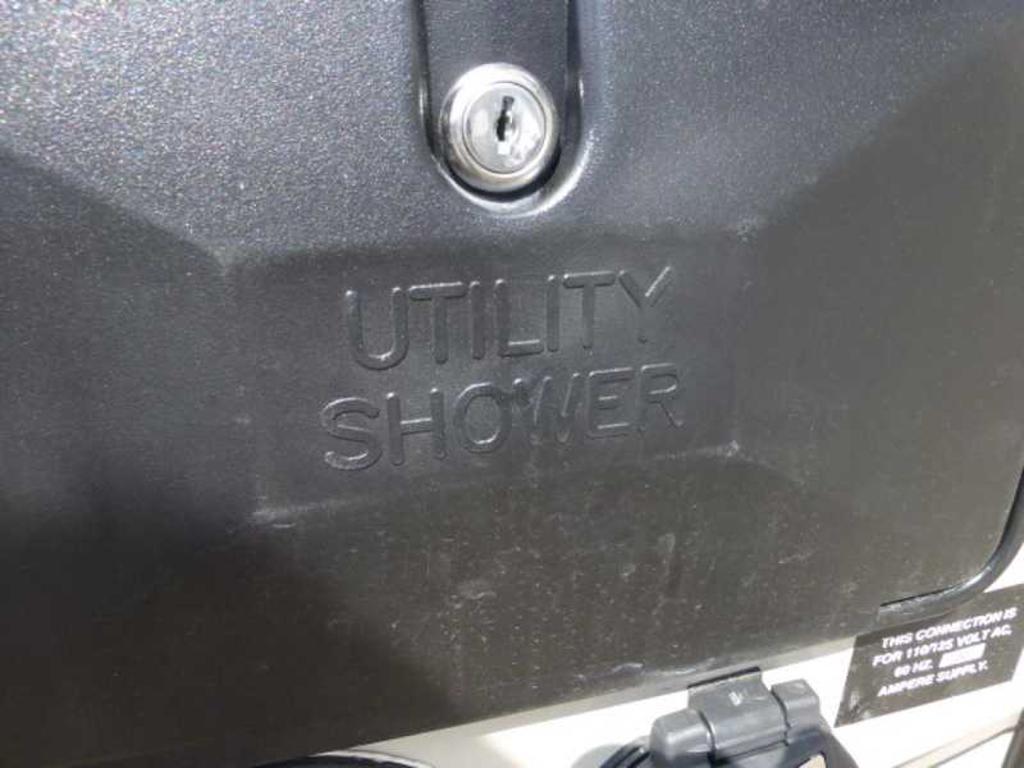 UTILITY
SHOWER
THIS CONNECTION IS
FOR 110/125 VOLT AC,
60 HZ.
AMPERE SUPPLY.